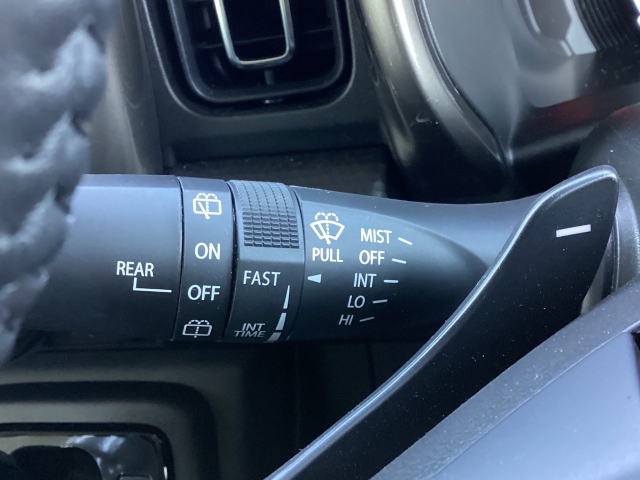 REAR
ON
OFF
FAST
INT
TIME
PULL
MIST
OFF
INT
LO
HI